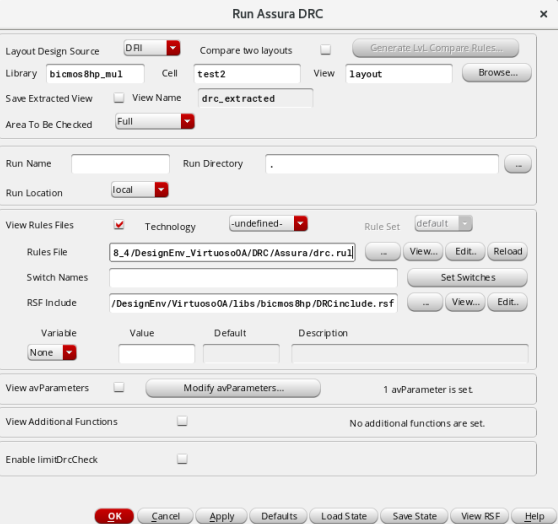 Run Assura DRC ×
Layout Design Source DFII Compare two layouts Generate LvL Compare Rules...
Library bicmos8hp_mul Cell test2 View layout Browse...
Save Extracted View View Name drc_extracted
Area To Be Checked Full
Run Name Run Directory . ...
Run Location local
View Rules Files Technology -undefined- Rule Set default
Rules File 8_4/DesignEnv_VirtuosoOA/DRC/Assura/drc.rul ... View... Edit.. Reload
Switch Names Set Switches
RSF Include /DesignEnv/VirtuosoOA/libs/bicmos8hp/DRCinclude.rsf ... View... Edit..
Variable Value Default Description
None
View avParameters Modify avParameters... 1 avParameter is set.
View Additional Functions No additional functions are set.
Enable limitDrcCheck
OK Cancel Apply Defaults Load State Save State View RSF Help